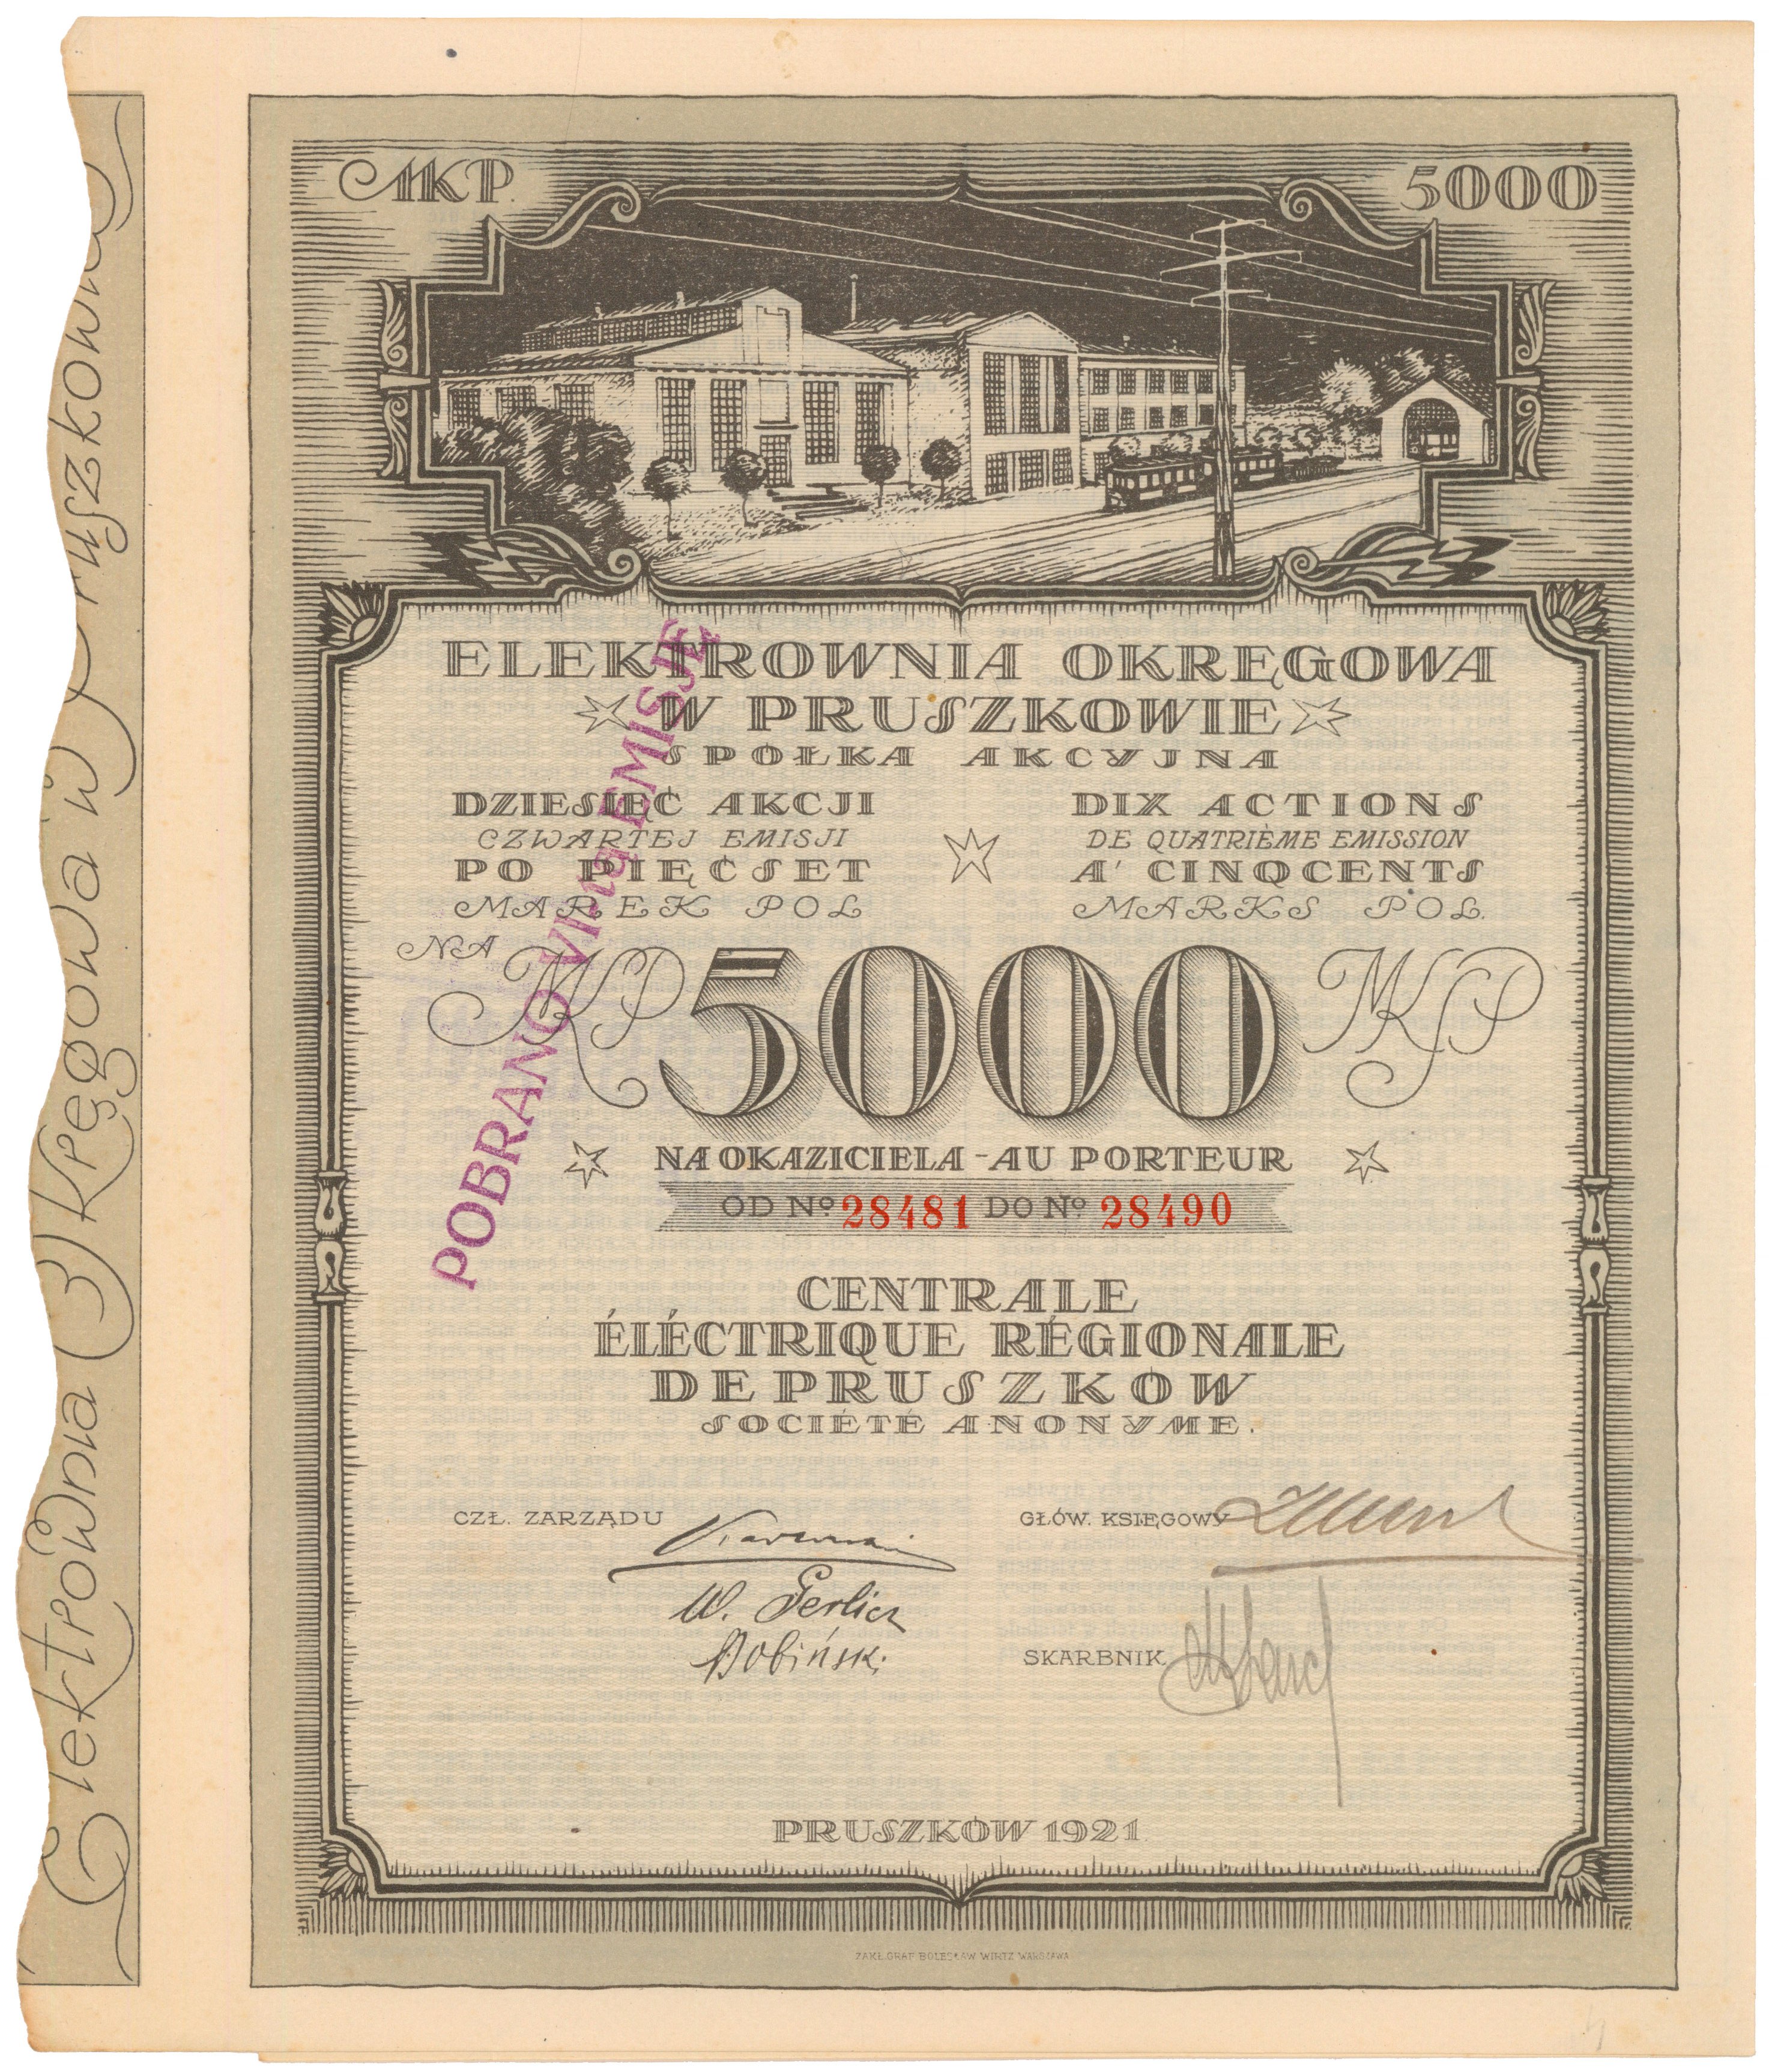 MKP.
5000
ELEKTROWNIA OKRĘGOWA
W PRUSZKOWIE
SPÓŁKA AKCYJNA
DZIESIĘĆ AKCJI
CZWARTEJ EMISJI
PO PIĘĆSET
MAREK POL
DIX ACTIONS
DE QUATRIÈME EMISSION
A' CINQCENTS
MARKS POL.
NA MKP 5000 MKP
NA OKAZICIELA - AU PORTEUR
OD Nº 28481 DO Nº 28490
CENTRALE
ÉLÉCTRIQUE RÉGIONALE
DE PRUSZKÓW
SOCIÉTÉ ANONYME.
CZŁ. ZARZĄDU
W. Gerlicz
Dobiński
GŁÓW. KSIĘGOWY
SKARBNIK
PRUSZKÓW 1921
ZAKŁ. GRAF. BOLESŁAW WIRTZ WARSZAWA
POBRANO VII-ą EMISJĘ
Elektrownia Okręgowa w Pruszkowie